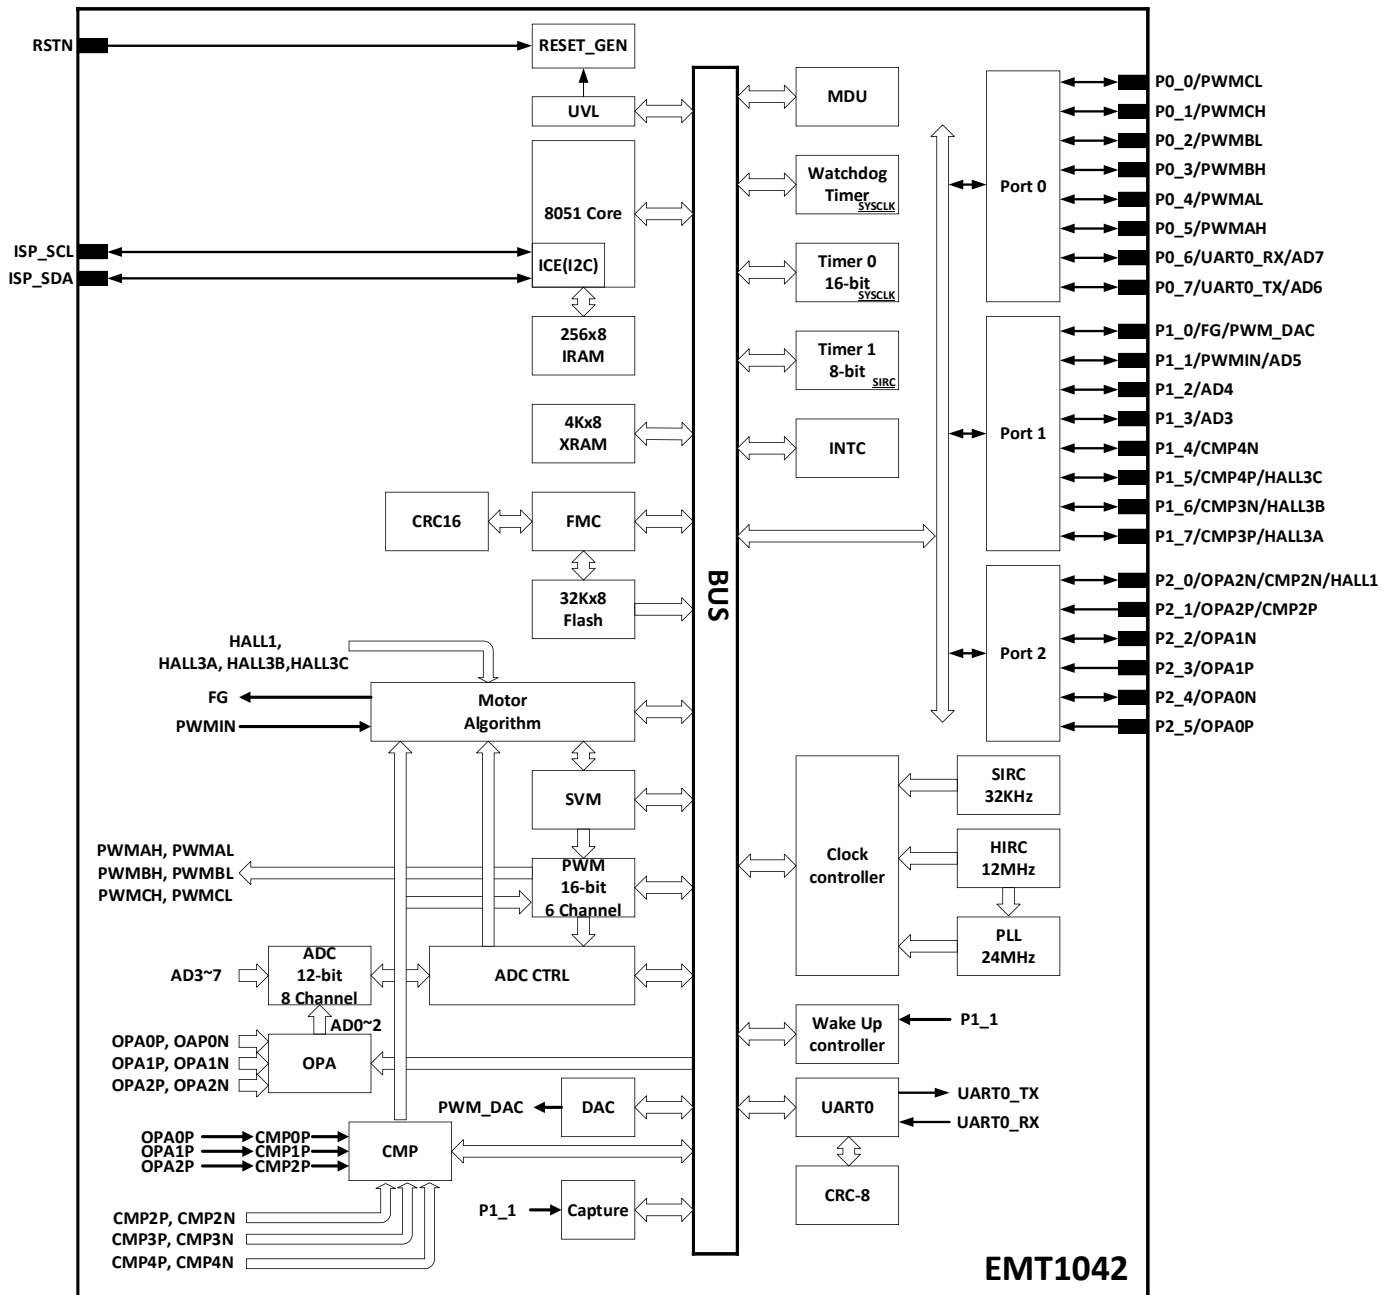 RSTN
RESET_GEN
UVL
8051 Core
ISP_SCL
ISP_SDA
ICE(I2C)
256x8
IRAM
4Kx8
XRAM
CRC16
FMC
32Kx8
Flash
HALL1,
HALL3A, HALL3B,HALL3C
FG
PWMIN
Motor
Algorithm
SVM
PWMAH, PWMAL
PWMBH, PWMBL
PWMCH, PWMCL
PWM
16-bit
6 Channel
AD3~7
ADC
12-bit
8 Channel
ADC CTRL
AD0~2
OPA0P, OAP0N
OPA1P, OPA1N
OPA2P, OPA2N
OPA
PWM_DAC
DAC
OPA0P
CMP0P
OPA1P
CMP1P
OPA2P
CMP2P
CMP
P1_1
Capture
CMP2P, CMP2N
CMP3P, CMP3N
CMP4P, CMP4N
BUS
MDU
Watchdog
Timer
SYSCLK
Timer 0
16-bit
SYSCLK
Timer 1
8-bit
SIRC
INTC
Port 0
Port 1
Port 2
P0_0/PWMCL
P0_1/PWMCH
P0_2/PWMBL
P0_3/PWMBH
P0_4/PWMAL
P0_5/PWMAH
P0_6/UART0_RX/AD7
P0_7/UART0_TX/AD6
P1_0/FG/PWM_DAC
P1_1/PWMIN/AD5
P1_2/AD4
P1_3/AD3
P1_4/CMP4N
P1_5/CMP4P/HALL3C
P1_6/CMP3N/HALL3B
P1_7/CMP3P/HALL3A
P2_0/OPA2N/CMP2N/HALL1
P2_1/OPA2P/CMP2P
P2_2/OPA1N
P2_3/OPA1P
P2_4/OPA0N
P2_5/OPA0P
Clock
controller
SIRC
32KHz
HIRC
12MHz
PLL
24MHz
Wake Up
controller
P1_1
UART0
UART0_TX
UART0_RX
CRC-8
EMT1042